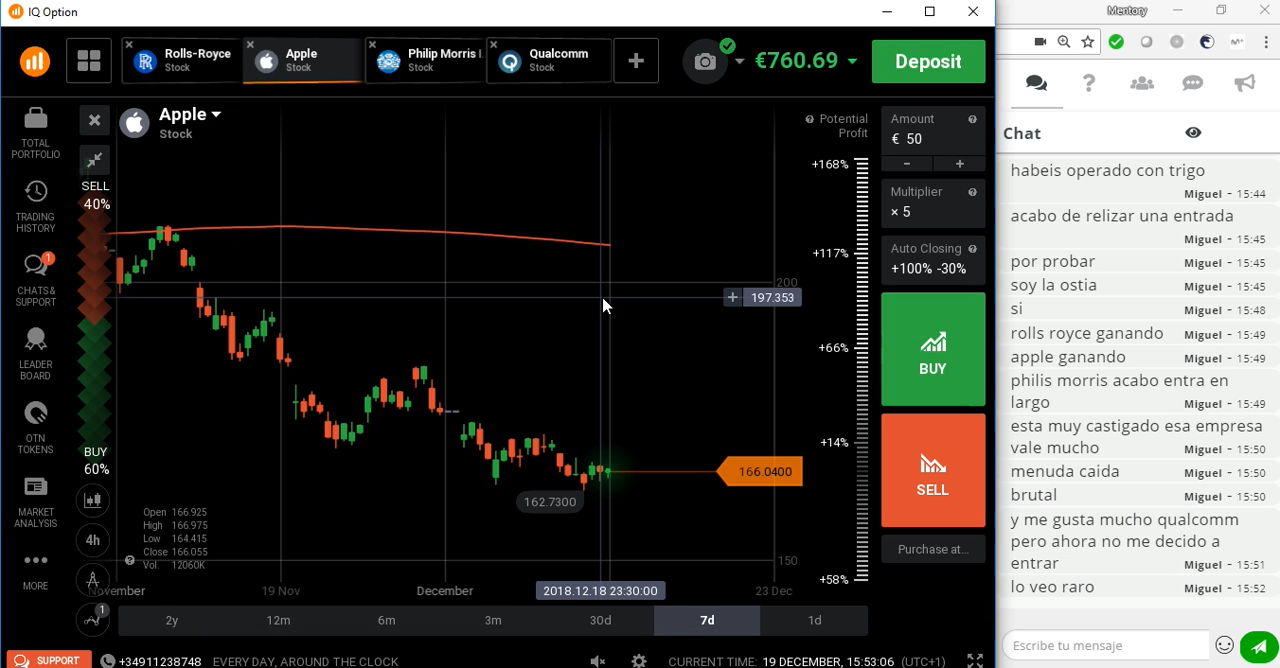 IQ Option
Mentory
Rolls-Royce
Stock
Apple
Stock
Philip Morris I
Stock
Qualcomm
Stock
€760.69
Deposit
TOTAL
PORTFOLIO
TRADING
HISTORY
1
CHATS &
SUPPORT
LEADER
BOARD
OTN
TOKENS
MARKET
ANALYSIS
MORE
SELL
40%
BUY
60%
4h
1
Apple
Stock
Potential
Profit
+168%
+117%
+66%
+14%
+58%
200
197.353
166.0400
162.7300
150
Open 166.925
High 166.975
Low 164.415
Close 166.055
Vol. 12060K
November
19 Nov
December
2018.12.18 23:30:00
23 Dec
2y
12m
6m
3m
30d
7d
1d
Amount
€ 50
Multiplier
× 5
Auto Closing
+100% -30%
BUY
SELL
Purchase at...
SUPPORT
+34911238748
EVERY DAY, AROUND THE CLOCK
CURRENT TIME: 19 DECEMBER, 15:53:06 (UTC+1)
Chat
habeis operado con trigo
Miguel - 15:44
acabo de relizar una entrada
Miguel - 15:45
por probar Miguel - 15:45
soy la ostia Miguel - 15:45
si Miguel - 15:48
rolls royce ganando Miguel - 15:49
apple ganando Miguel - 15:49
philis morris acabo entra en
largo Miguel - 15:49
esta muy castigado esa empresa
vale mucho Miguel - 15:50
menuda caida Miguel - 15:50
brutal Miguel - 15:50
y me gusta mucho qualcomm
pero ahora no me decido a
entrar Miguel - 15:51
lo veo raro Miguel - 15:52
Escribe tu mensaje